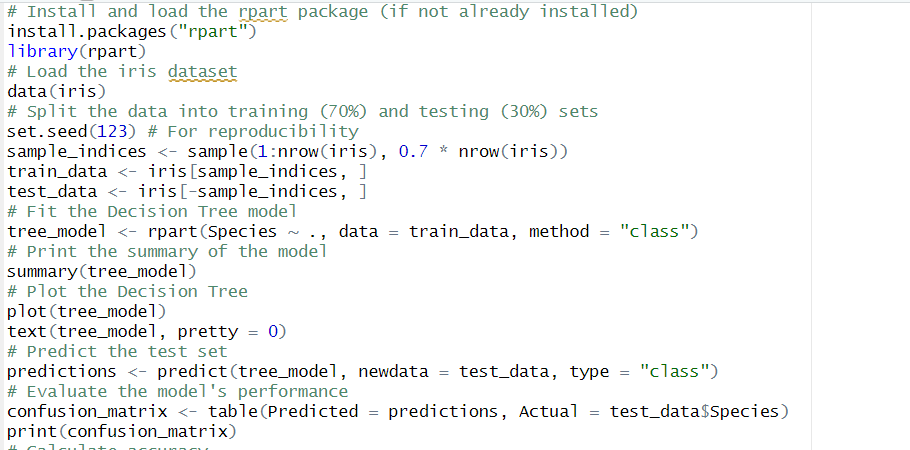 # Install and load the rpart package (if not already installed)
install.packages("rpart")
library(rpart)
# Load the iris dataset
data(iris)
# Split the data into training (70%) and testing (30%) sets
set.seed(123) # For reproducibility
sample_indices <- sample(1:nrow(iris), 0.7 * nrow(iris))
train_data <- iris[sample_indices, ]
test_data <- iris[-sample_indices, ]
# Fit the Decision Tree model
tree_model <- rpart(Species ~ ., data = train_data, method = "class")
# Print the summary of the model
summary(tree_model)
# Plot the Decision Tree
plot(tree_model)
text(tree_model, pretty = 0)
# Predict the test set
predictions <- predict(tree_model, newdata = test_data, type = "class")
# Evaluate the model's performance
confusion_matrix <- table(Predicted = predictions, Actual = test_data$Species)
print(confusion_matrix)
# Calculate accuracy